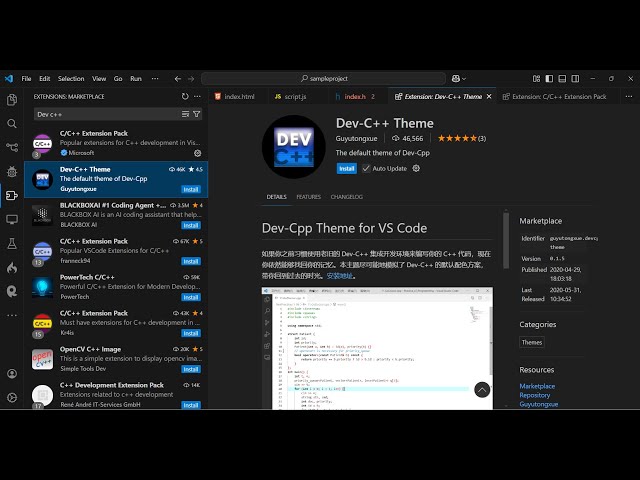 File Edit Selection View Go Run ... sampleproject
EXTENSIONS: MARKETPLACE
Dev c++
C/C++ Extension Pack
Popular extensions for C++ development in Vis...
Microsoft
3
Dev-C++ Theme 46K 4.5
The default theme of Dev-Cpp
Guyutongxue Install
BLACKBOXAI #1 Coding Agent +... 3.5M 4
BLACKBOX AI is an AI coding assistant that help...
BLACKBOX AI Install
C/C++ Extension Pack 67K 5
Popular VSCode Extensions for C/C++
franneck94 Install
13
PowerTech C/C++
Powerful C/C++ Extension for Modern Develop...
PowerTech Install
C/C++ Extension Pack 4
Must have extensions for C/C++ development in...
Kr4is Install
OpenCV C++ Image 20K 5
This is a simple extension to display opencv ima...
Simple Tools Dev Install
C++ Development Extension Pack
Extensions related to c++ development
René André IT-Services GmbH Install
14
index.html
script.js
index.h 2
Extension: Dev-C++ Theme
Extension: C/C++ Extension Pack
Dev-C++ Theme
Guyutongxue 46,566 (3)
The default theme of Dev-Cpp
Install Auto Update
DETAILS FEATURES CHANGELOG
Dev-Cpp Theme for VS Code
如果你之前习惯使用老旧的 Dev-C++ 集成开发环境来编写你的 C++ 代码，现在
你依然能够找回你的记忆。本主题尽可能地模拟了 Dev-C++ 的默认配色方案，
带你回到过去的时光。安装地址。
Marketplace
Identifier guyutongxue.devc
theme
Version 0.1.5
Published 2020-04-29,
18:03:18
Last 2020-05-31,
Released 10:34:52
Categories
Themes
Resources
Marketplace
Repository
Guyutongxue